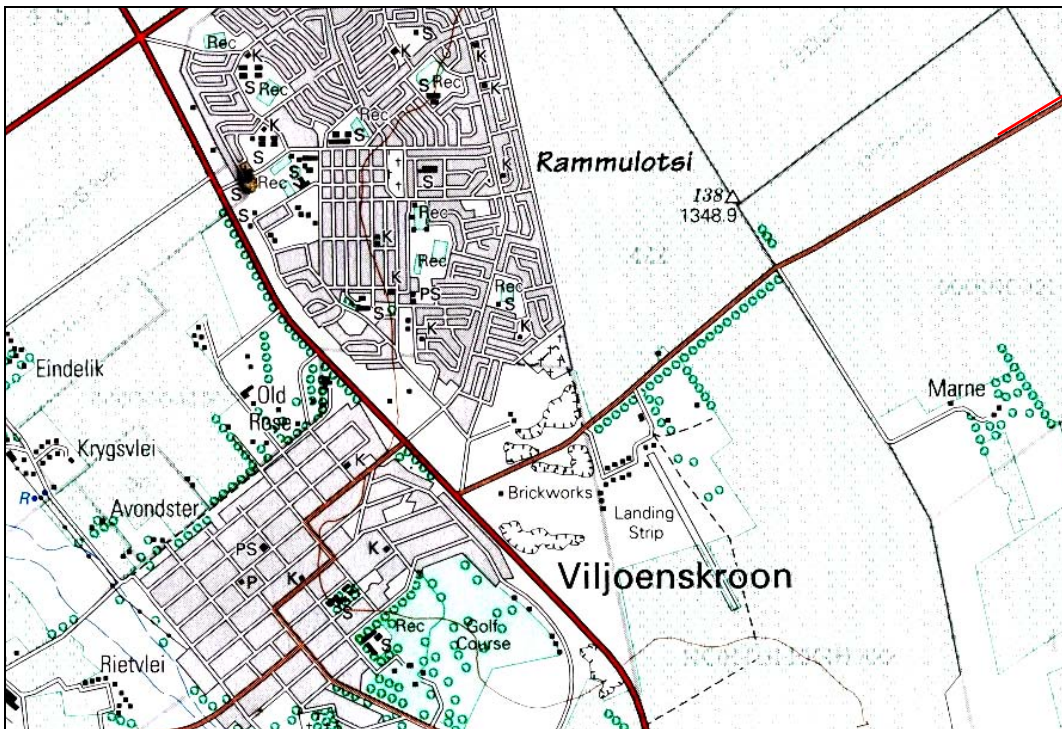 Rec
K
K
S
K
S
Rec
S
Rec
Rec
K
S
S
Rec
S
S
K
Rammulotsi
S
S
Rec
138
1348.9
K
Rec
K
PS
Rec
S
S
K
K
Eindelik
Old
Rose
Marne
Krygsvlei
K
R
Avondster
Brickworks
Landing
Strip
PS
K
P
K
Viljoenskroon
S
Rec
Golf
Course
S
Rietvlei